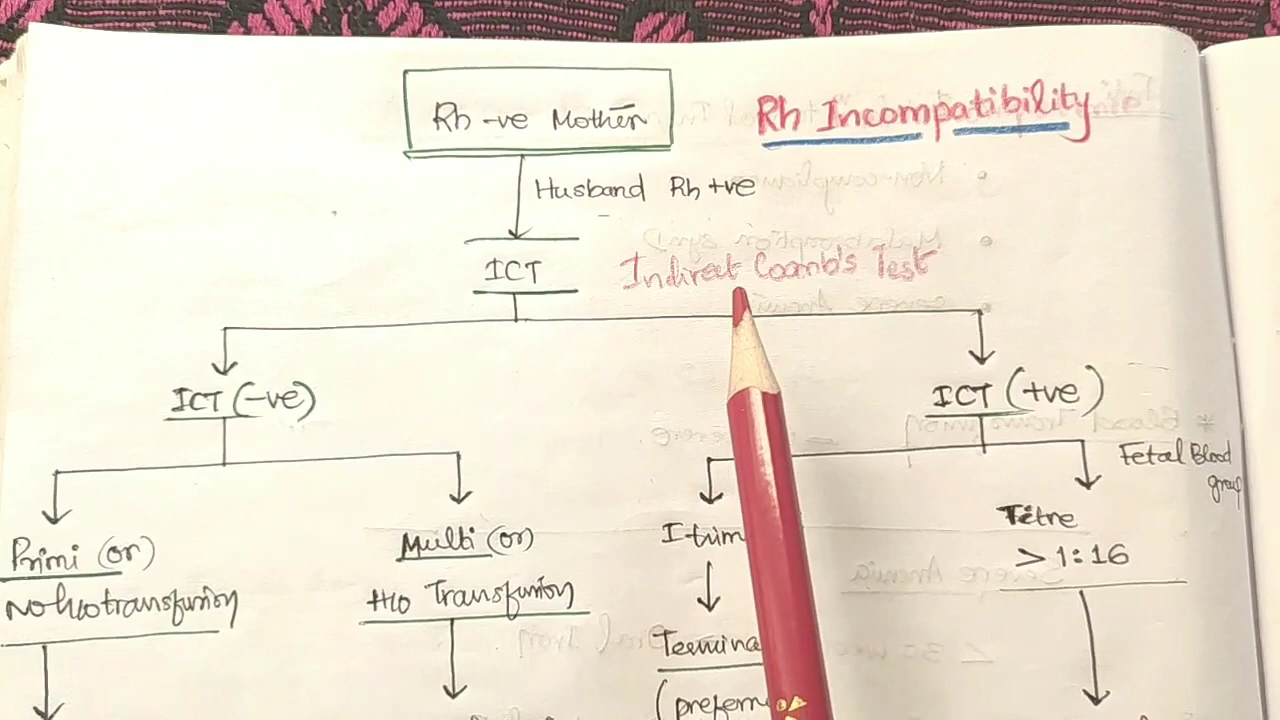 Rh -ve Mother
Rh Incompatibility
Husband Rh +ve
ICT
Indirect Coomb's Test
ICT (-ve)
ICT (+ve)
Fetal Blood
group
Primi (or)
No h/o transfusion
Multi (or)
H/o Transfusion
I trim
Titre
> 1:16
Termina
(prefer